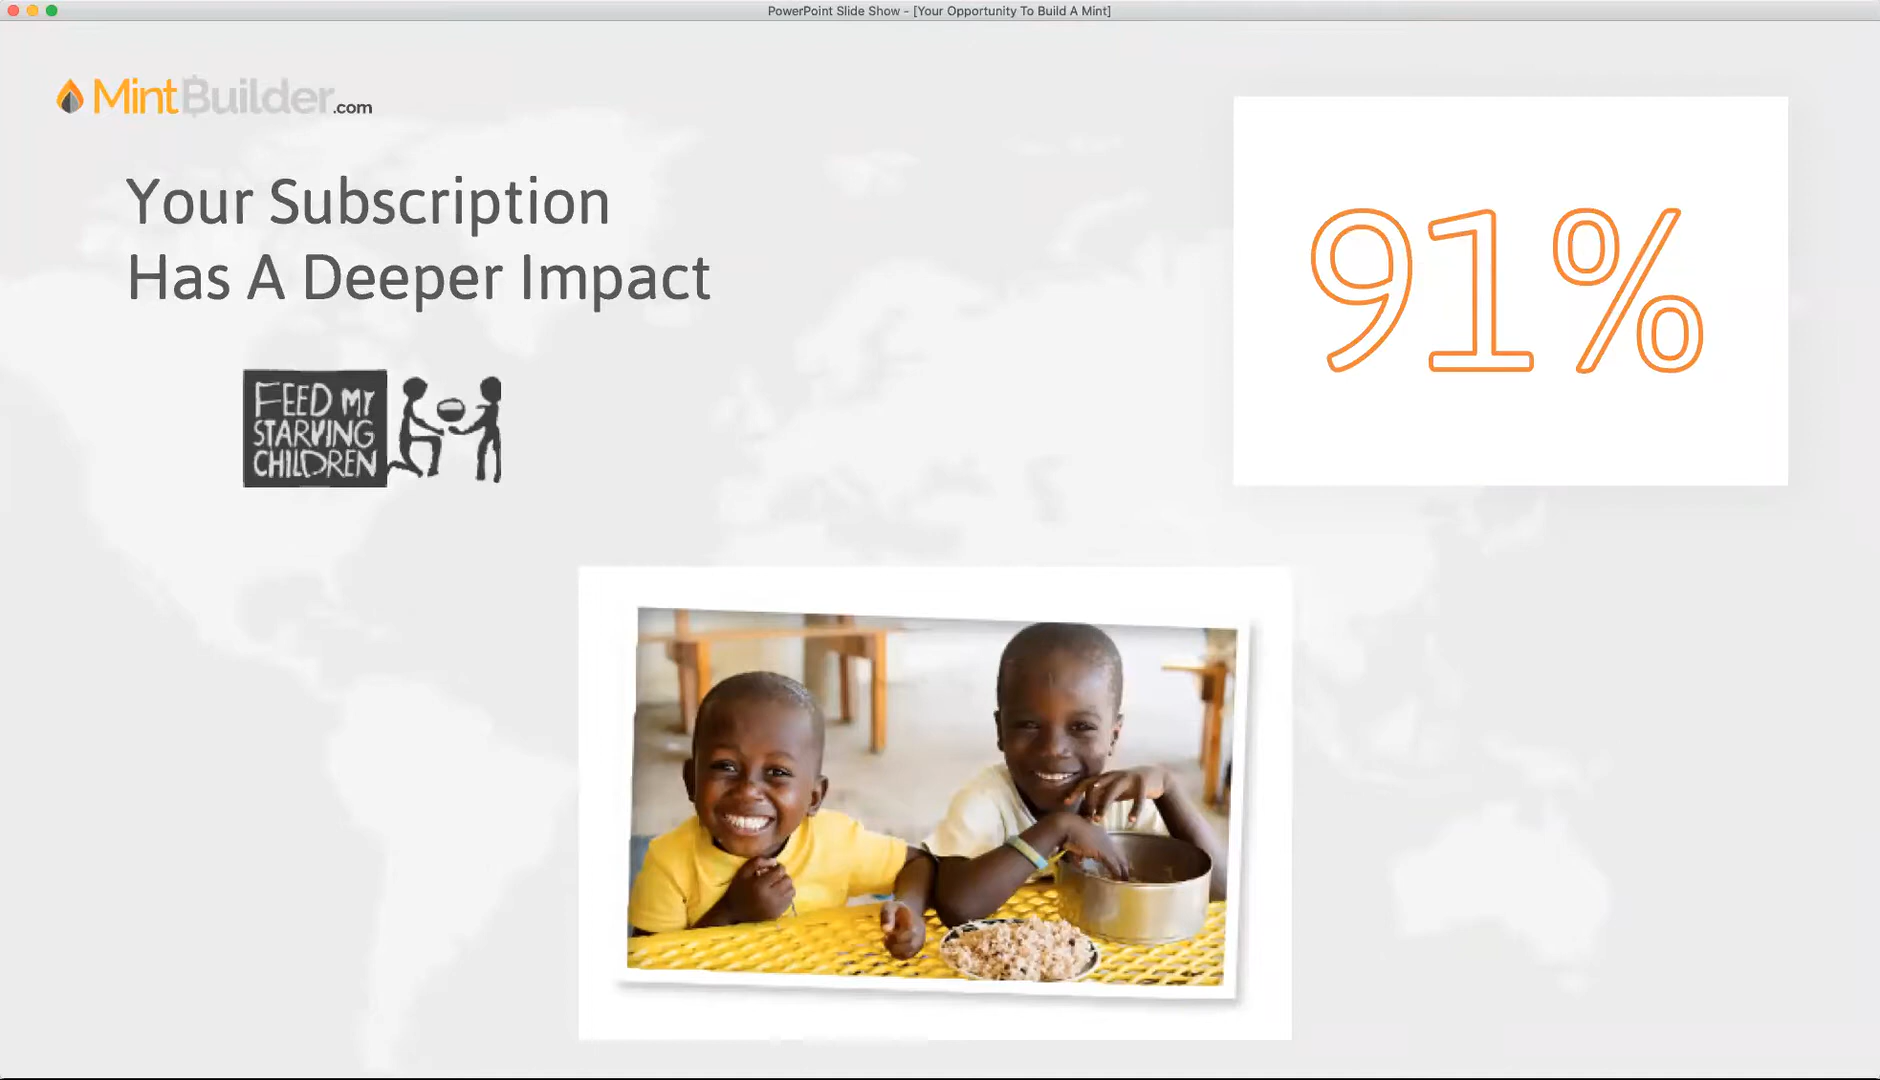 PowerPoint Slide Show - [Your Opportunity To Build A Mint]
MintBuilder.com
Your Subscription
Has A Deeper Impact
FEED MY
STARVING
CHILDREN
91%